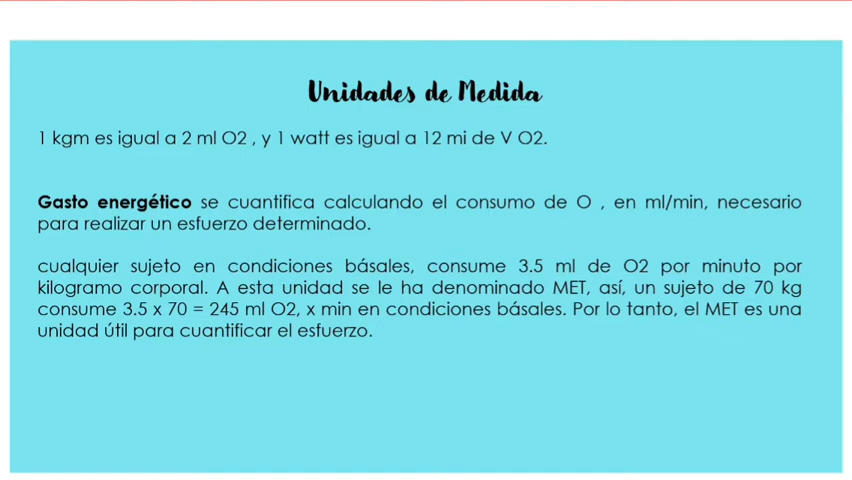 Unidades de Medida
1 kgm es igual a 2 ml O2 , y 1 watt es igual a 12 mi de V O2.
Gasto energético se cuantifica calculando el consumo de O , en ml/min, necesario
para realizar un esfuerzo determinado.
cualquier sujeto en condiciones básales, consume 3.5 ml de O2 por minuto por
kilogramo corporal. A esta unidad se le ha denominado MET, así, un sujeto de 70 kg
consume 3.5 x 70 = 245 ml O2, x min en condiciones básales. Por lo tanto, el MET es una
unidad útil para cuantificar el esfuerzo.